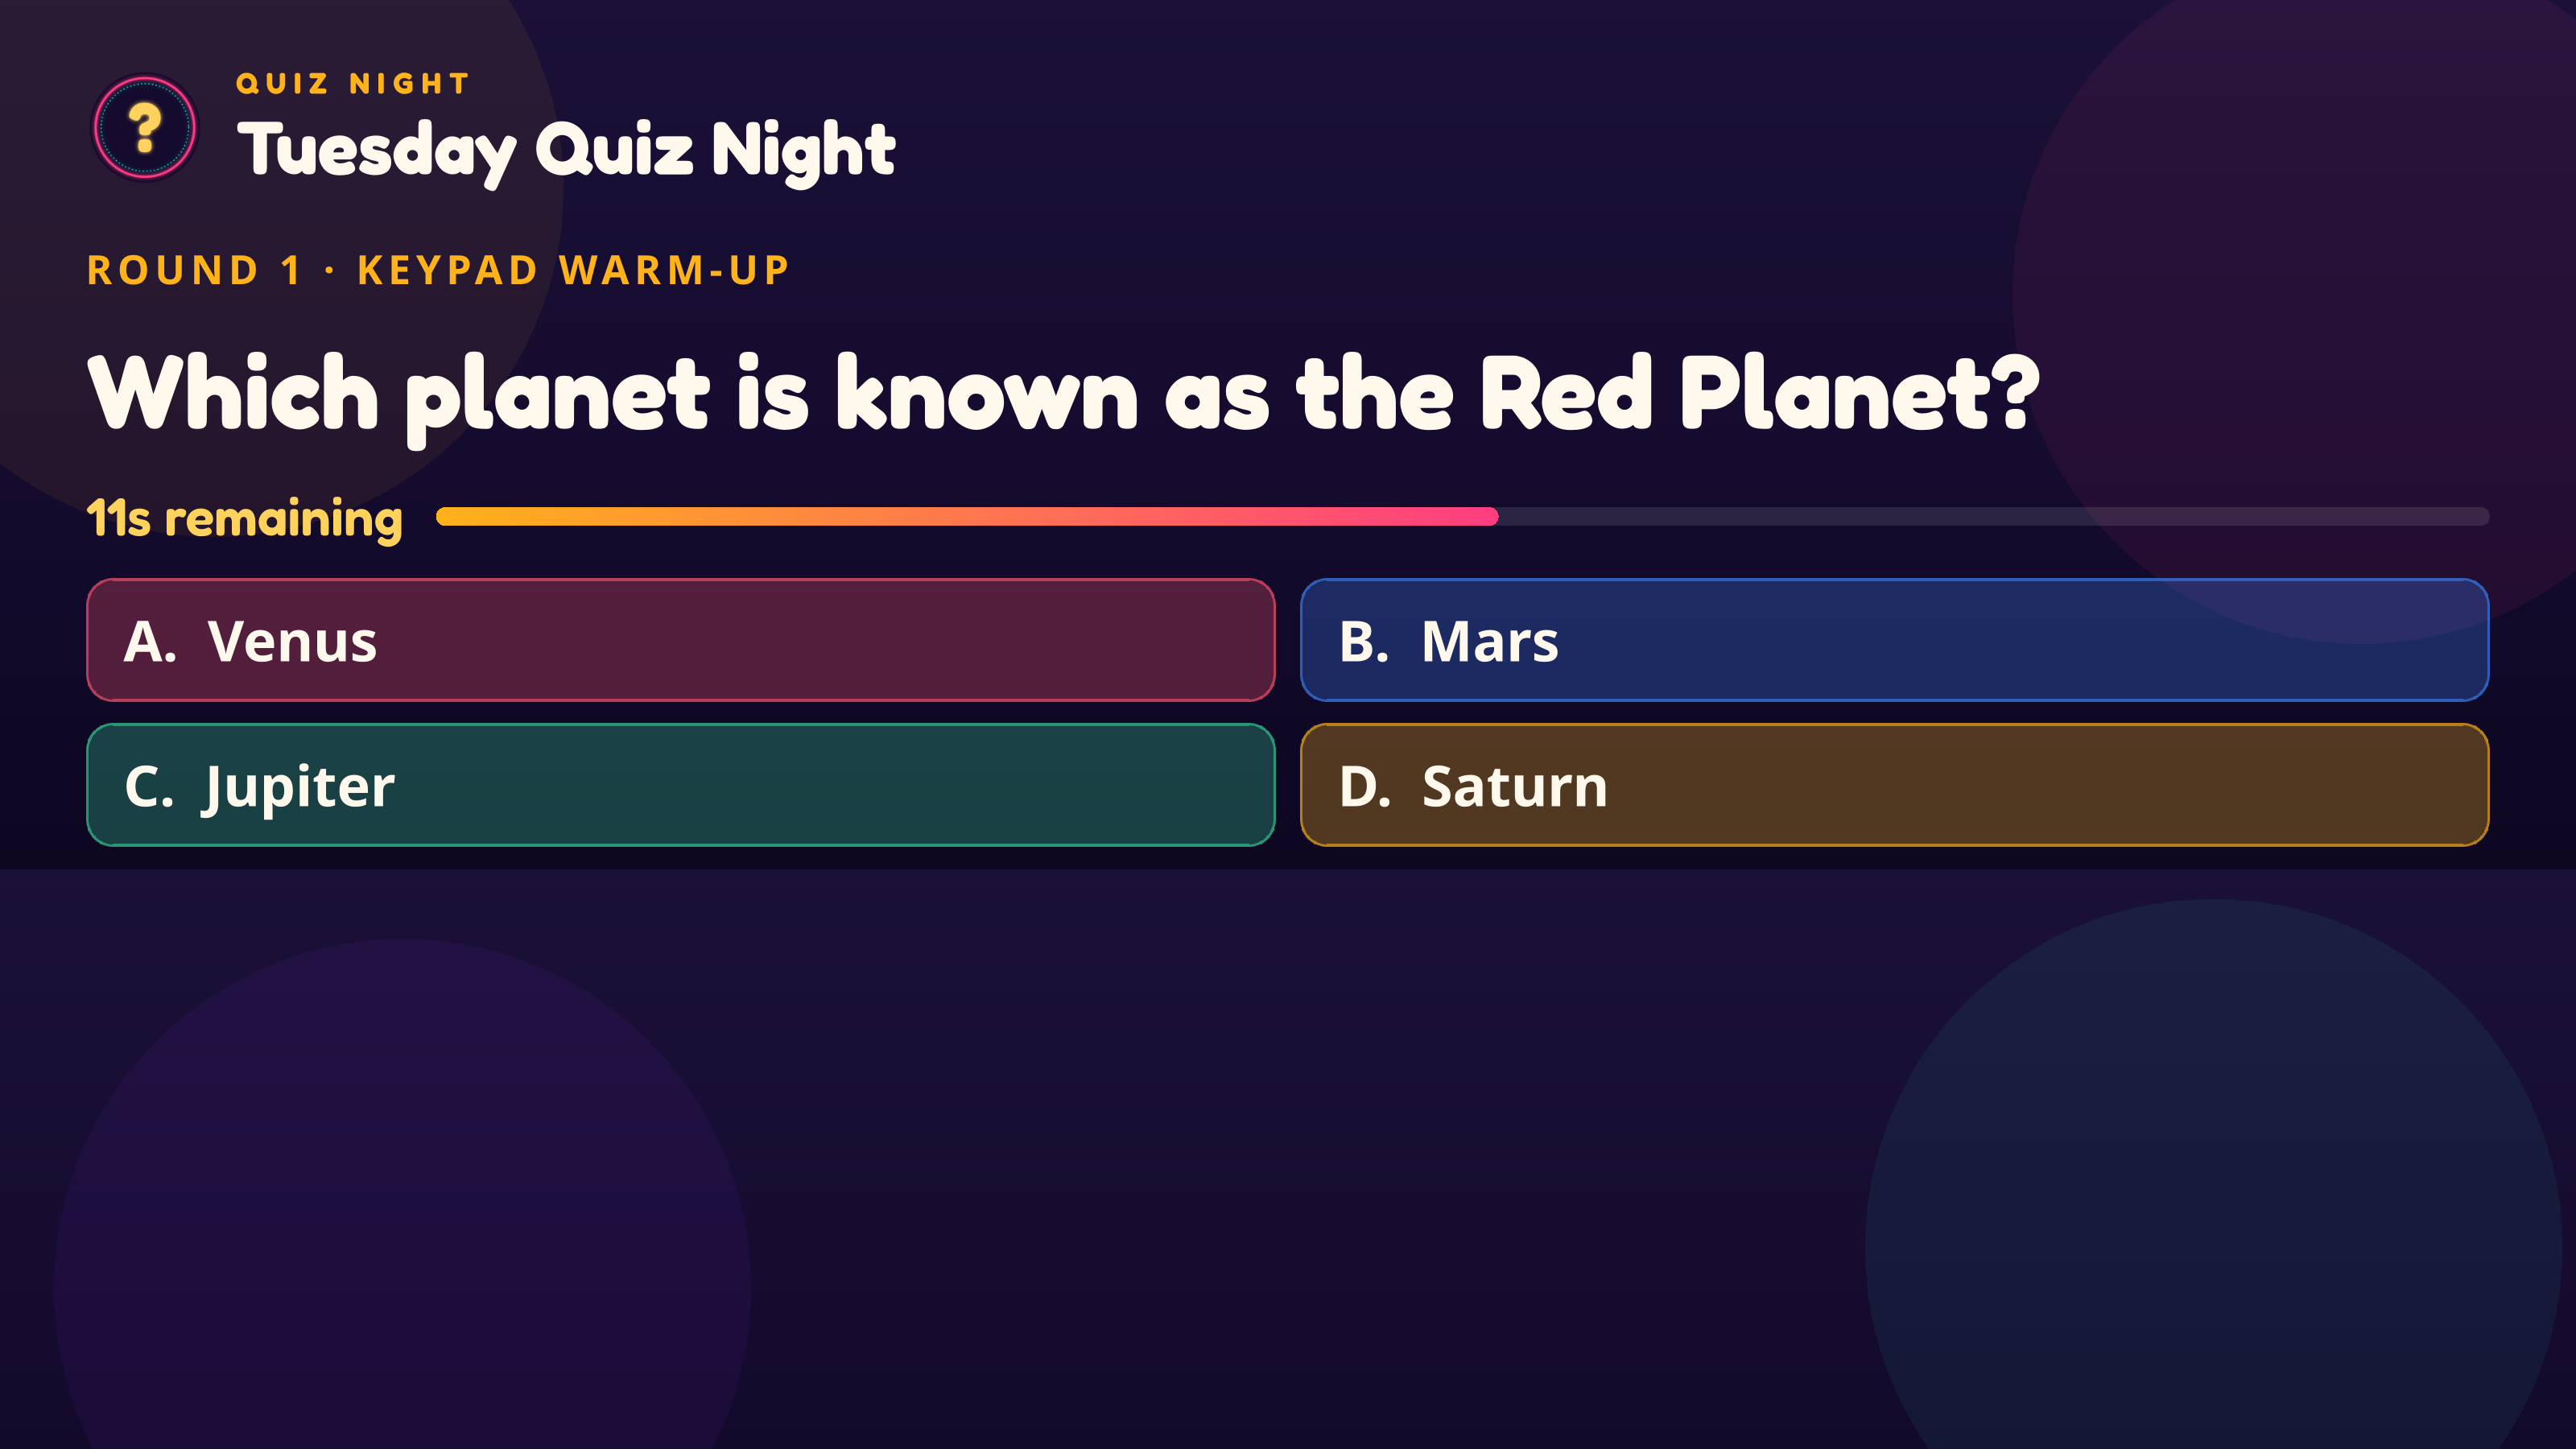 ?
QUIZ NIGHT
Tuesday Quiz Night
ROUND 1 · KEYPAD WARM-UP
Which planet is known as the Red Planet?
11s remaining
A. Venus
B. Mars
C. Jupiter
D. Saturn